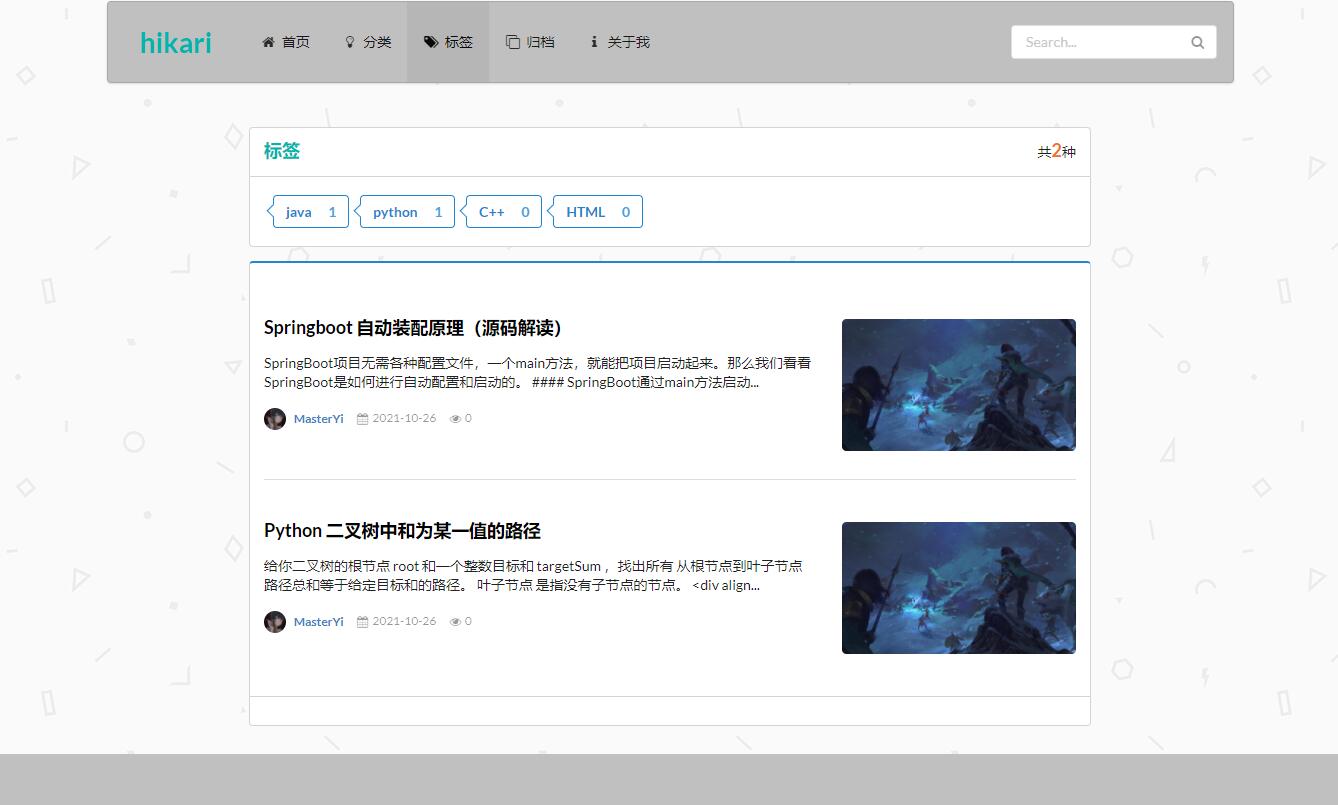 hikari 首页 分类 标签 归档 关于我 Search...
标签 共2种
java 1 python 1 C++ 0 HTML 0
Springboot 自动装配原理（源码解读）
SpringBoot项目无需各种配置文件，一个main方法，就能把项目启动起来。那么我们看看
SpringBoot是如何进行自动配置和启动的。 #### SpringBoot通过main方法启动...
MasterYi 2021-10-26 0
Python 二叉树中和为某一值的路径
给你二叉树的根节点 root 和一个整数目标和 targetSum ，找出所有 从根节点到叶子节点
路径总和等于给定目标和的路径。 叶子节点 是指没有子节点的节点。 <div align...
MasterYi 2021-10-26 0